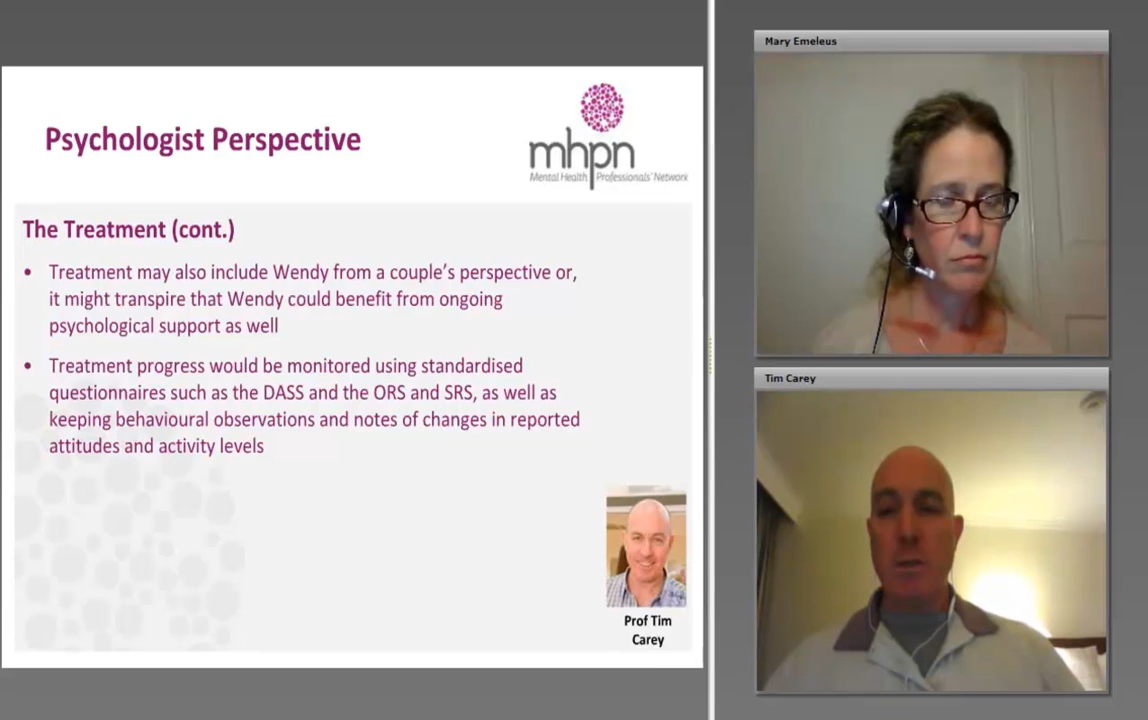 Psychologist Perspective
mhpn
Mental Health Professionals' Network
The Treatment (cont.)
• Treatment may also include Wendy from a couple's perspective or,
it might transpire that Wendy could benefit from ongoing
psychological support as well
• Treatment progress would be monitored using standardised
questionnaires such as the DASS and the ORS and SRS, as well as
keeping behavioural observations and notes of changes in reported
attitudes and activity levels
Prof Tim
Carey
Mary Emeleus
Tim Carey